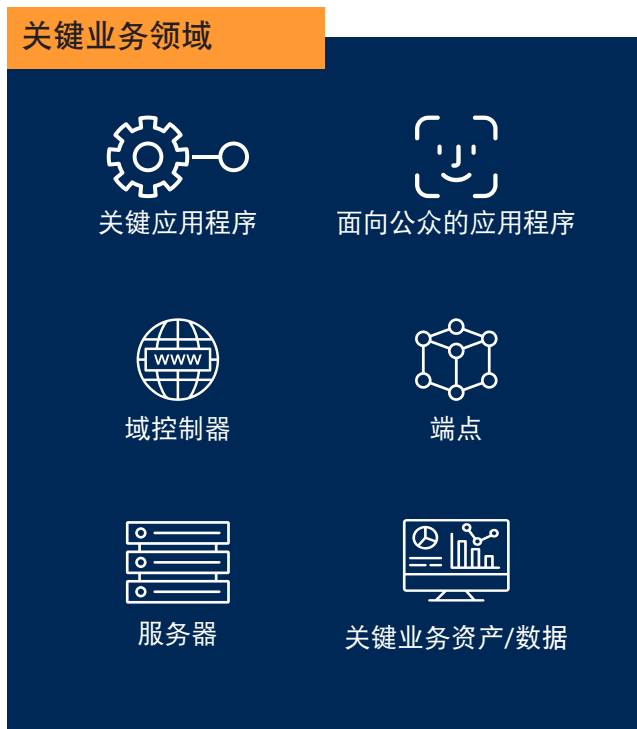 关键业务领域
关键应用程序
面向公众的应用程序
www
域控制器
端点
服务器
关键业务资产/数据